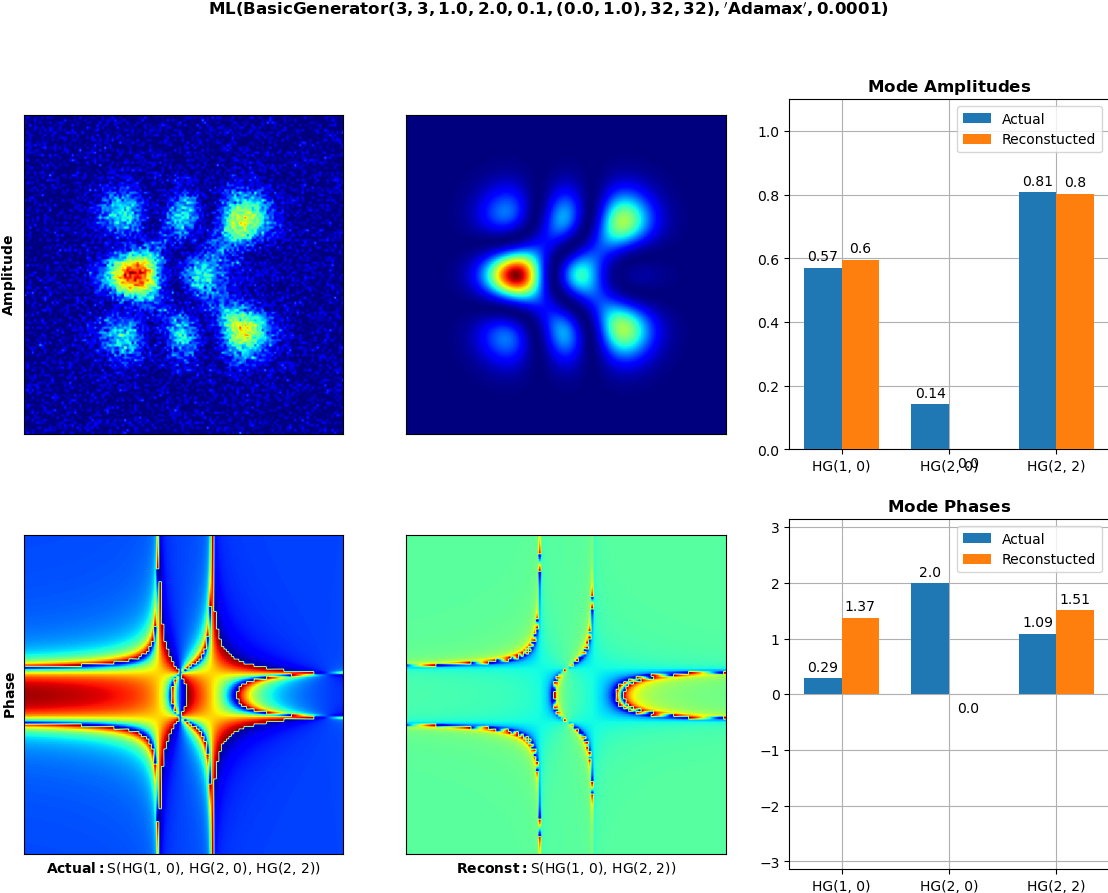 ML(BasicGenerator(3, 3, 1.0, 2.0, 0.1, (0.0, 1.0), 32, 32), 'Adamax', 0.0001)
Amplitude
Mode Amplitudes
Actual
Reconstucted
1.0
0.8
0.6
0.4
0.2
0.0
0.57
0.6
0.14
0.0
0.81
0.8
HG(1, 0)
HG(2, 0)
HG(2, 2)
Phase
Actual: S(HG(1, 0), HG(2, 0), HG(2, 2))
Reconst: S(HG(1, 0), HG(2, 2))
Mode Phases
Actual
Reconstucted
3
2
1
0
−1
−2
−3
0.29
1.37
2.0
0.0
1.09
1.51
HG(1, 0)
HG(2, 0)
HG(2, 2)